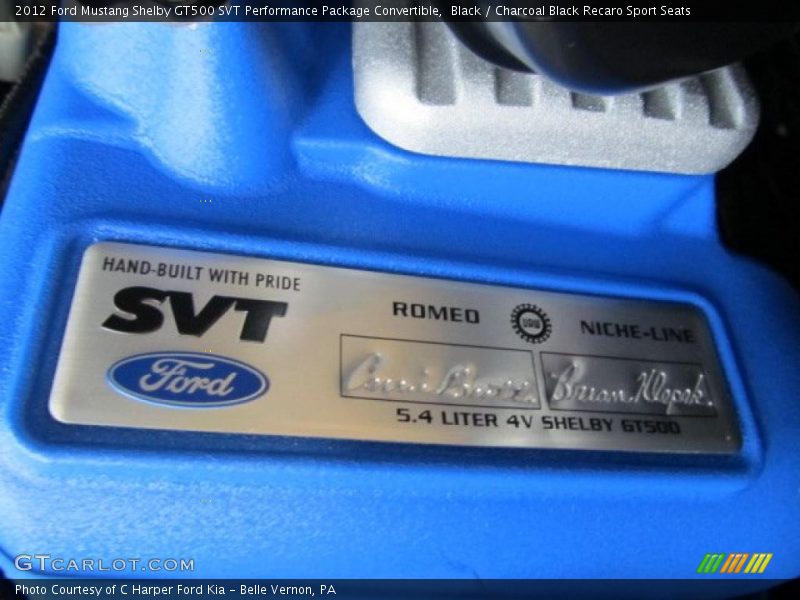 2012 Ford Mustang Shelby GT500 SVT Performance Package Convertible, Black / Charcoal Black Recaro Sport Seats
HAND-BUILT WITH PRIDE
SVT
Ford
ROMEO
NICHE-LINE
Brian Klopek
5.4 LITER 4V SHELBY GT500
GTCARLOT.COM
Photo Courtesy of C Harper Ford Kia – Belle Vernon, PA